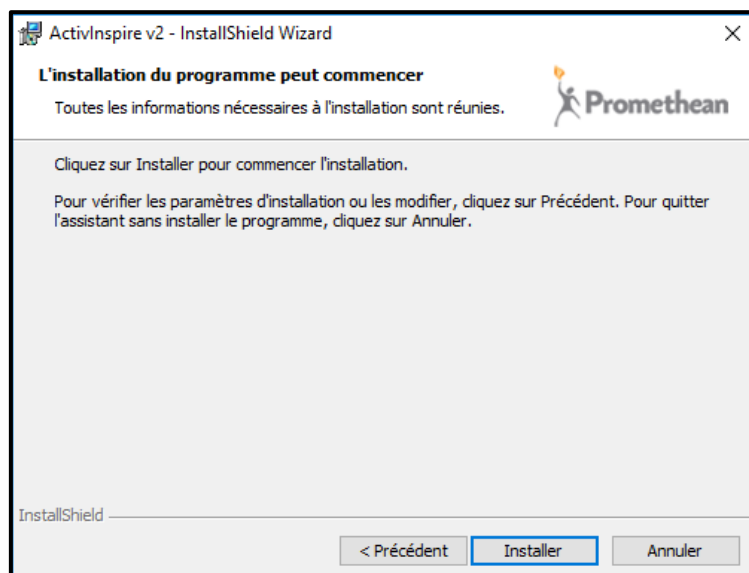 ActivInspire v2 - InstallShield Wizard
L'installation du programme peut commencer
Toutes les informations nécessaires à l'installation sont réunies.
Promethean
Cliquez sur Installer pour commencer l'installation.
Pour vérifier les paramètres d'installation ou les modifier, cliquez sur Précédent. Pour quitter
l'assistant sans installer le programme, cliquez sur Annuler.
InstallShield
< Précédent
Installer
Annuler